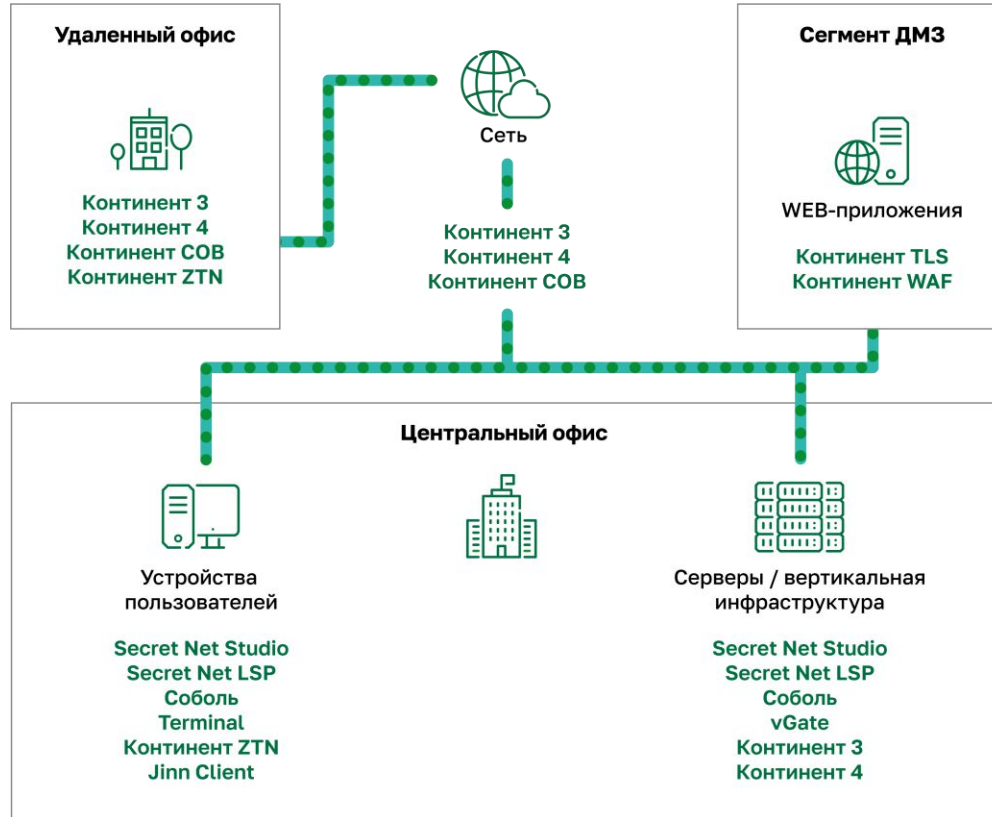 Удаленный офис
Континент 3
Континент 4
Континент СОВ
Континент ZTN
Сеть
Континент 3
Континент 4
Континент СОВ
Сегмент ДМЗ
WEB-приложения
Континент TLS
Континент WAF
Центральный офис
Устройства
пользователей
Secret Net Studio
Secret Net LSP
Соболь
Terminal
Континент ZTN
Jinn Client
Серверы / вертикальная
инфраструктура
Secret Net Studio
Secret Net LSP
Соболь
vGate
Континент 3
Континент 4